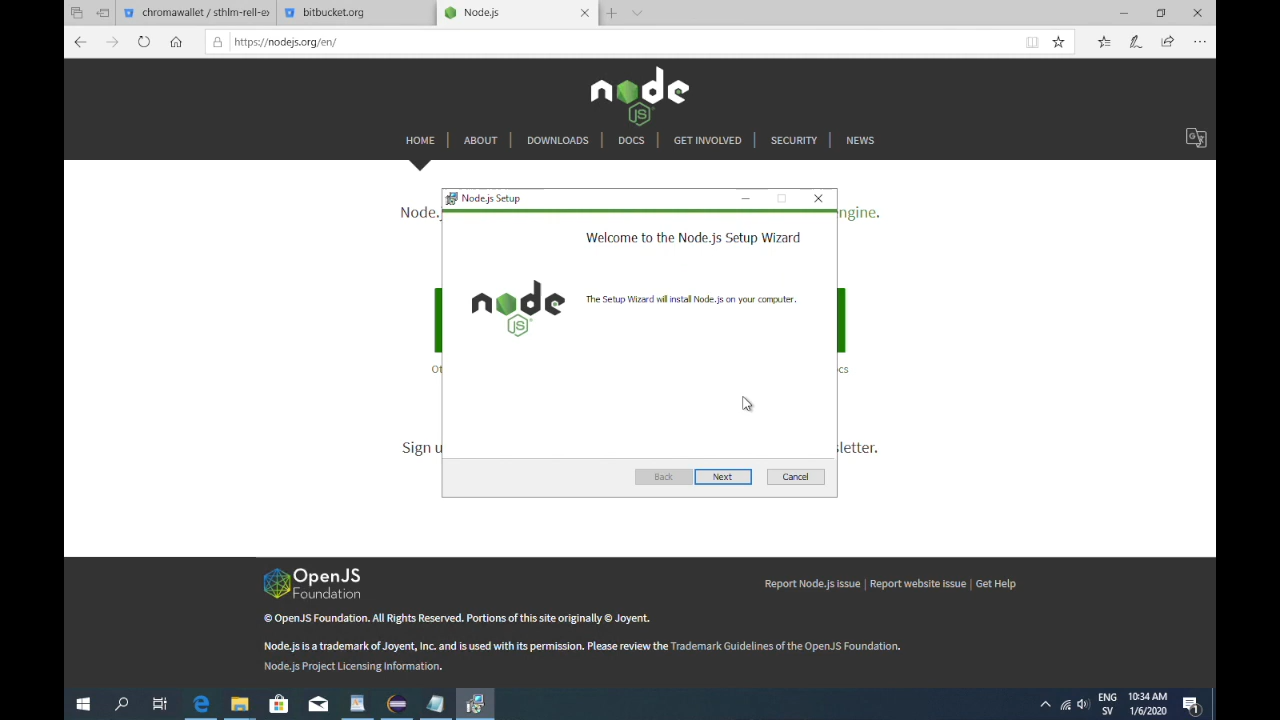 chromawallet / sthlm-rell-ex
bitbucket.org
Node.js
https://nodejs.org/en/
node
JS
HOME
ABOUT
DOWNLOADS
DOCS
GET INVOLVED
SECURITY
NEWS
Node.
ngine.
Node.js Setup
Welcome to the Node.js Setup Wizard
node
JS
The Setup Wizard will install Node.js on your computer.
Ot
cs
Sign u
letter.
Back
Next
Cancel
OpenJS
Foundation
Report Node.js issue | Report website issue | Get Help
© OpenJS Foundation. All Rights Reserved. Portions of this site originally © Joyent.
Node.js is a trademark of Joyent, Inc. and is used with its permission. Please review the Trademark Guidelines of the OpenJS Foundation.
Node.js Project Licensing Information.
ENG
SV
10:34 AM
1/6/2020
1